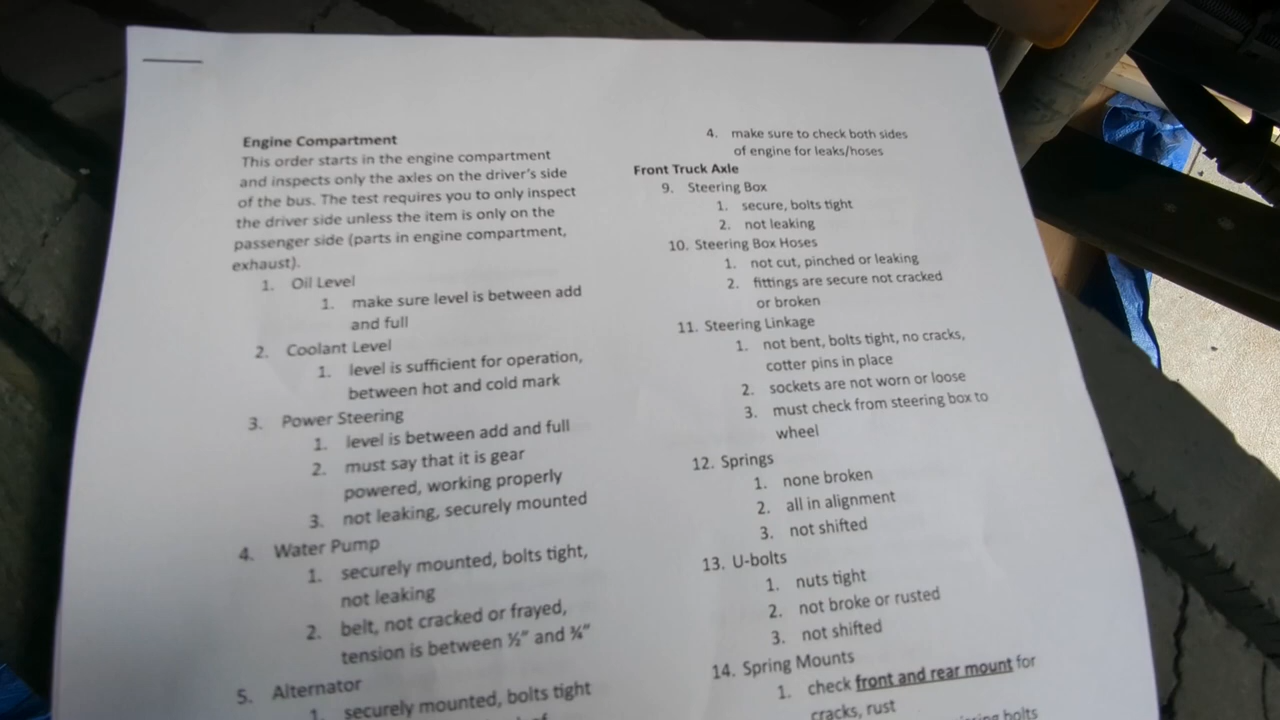 Engine Compartment
This order starts in the engine compartment
and inspects only the axles on the driver's side
of the bus. The test requires you to only inspect
the driver side unless the item is only on the
passenger side (parts in engine compartment,
exhaust).
1. Oil Level
1. make sure level is between add
and full
2. Coolant Level
1. level is sufficient for operation,
between hot and cold mark
3. Power Steering
1. level is between add and full
2. must say that it is gear
powered, working properly
3. not leaking, securely mounted
4. Water Pump
1. securely mounted, bolts tight,
not leaking
2. belt, not cracked or frayed,
tension is between ½" and ¾"
5. Alternator
1. securely mounted, bolts tight
4. make sure to check both sides
of engine for leaks/hoses
Front Truck Axle
9. Steering Box
1. secure, bolts tight
2. not leaking
10. Steering Box Hoses
1. not cut, pinched or leaking
2. fittings are secure not cracked
or broken
11. Steering Linkage
1. not bent, bolts tight, no cracks,
cotter pins in place
2. sockets are not worn or loose
3. must check from steering box to
wheel
12. Springs
1. none broken
2. all in alignment
3. not shifted
13. U-bolts
1. nuts tight
2. not broke or rusted
3. not shifted
14. Spring Mounts
1. check front and rear mount for
cracks, rust
bolts